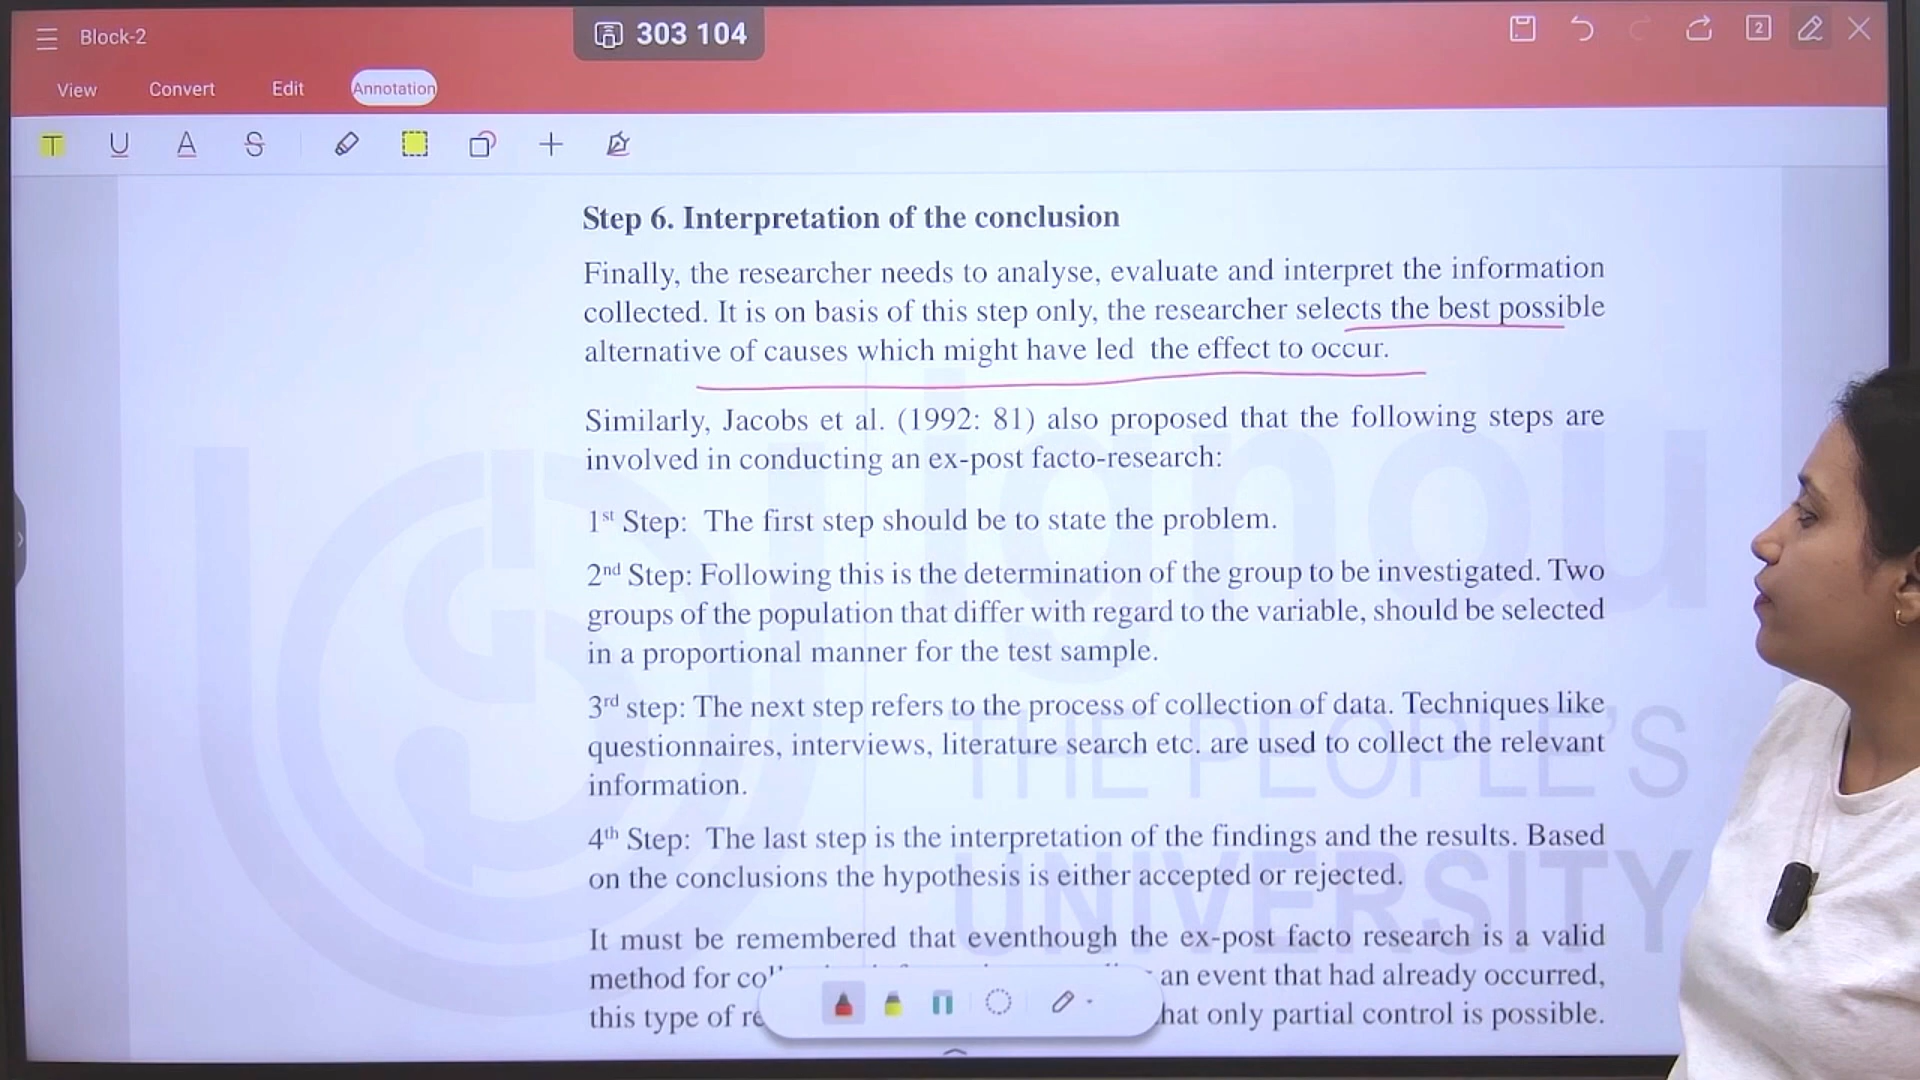 Block-2
303 104
2
View Convert Edit Annotation
T U A S
Step 6. Interpretation of the conclusion
Finally, the researcher needs to analyse, evaluate and interpret the information
collected. It is on basis of this step only, the researcher selects the best possible
alternative of causes which might have led the effect to occur.
Similarly, Jacobs et al. (1992: 81) also proposed that the following steps are
involved in conducting an ex-post facto-research:
1st Step: The first step should be to state the problem.
2nd Step: Following this is the determination of the group to be investigated. Two
groups of the population that differ with regard to the variable, should be selected
in a proportional manner for the test sample.
3rd step: The next step refers to the process of collection of data. Techniques like
questionnaires, interviews, literature search etc. are used to collect the relevant
information.
4th Step: The last step is the interpretation of the findings and the results. Based
on the conclusions the hypothesis is either accepted or rejected.
It must be remembered that eventhough the ex-post facto research is a valid
method for an event that had already occurred,
this type of hat only partial control is possible.
ignou
THE PEOPLE'S
UNIVERSITY